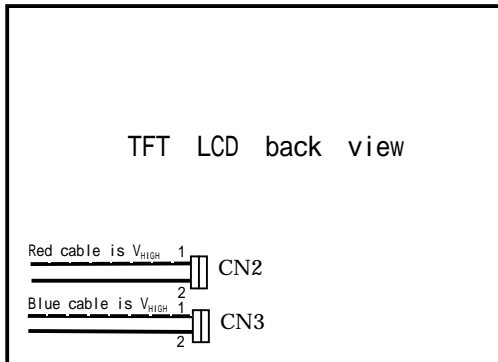 TFT LCD back view
Red cable is VHIGH 1
CN2
2
Blue cable is VHIGH 1
CN3
2